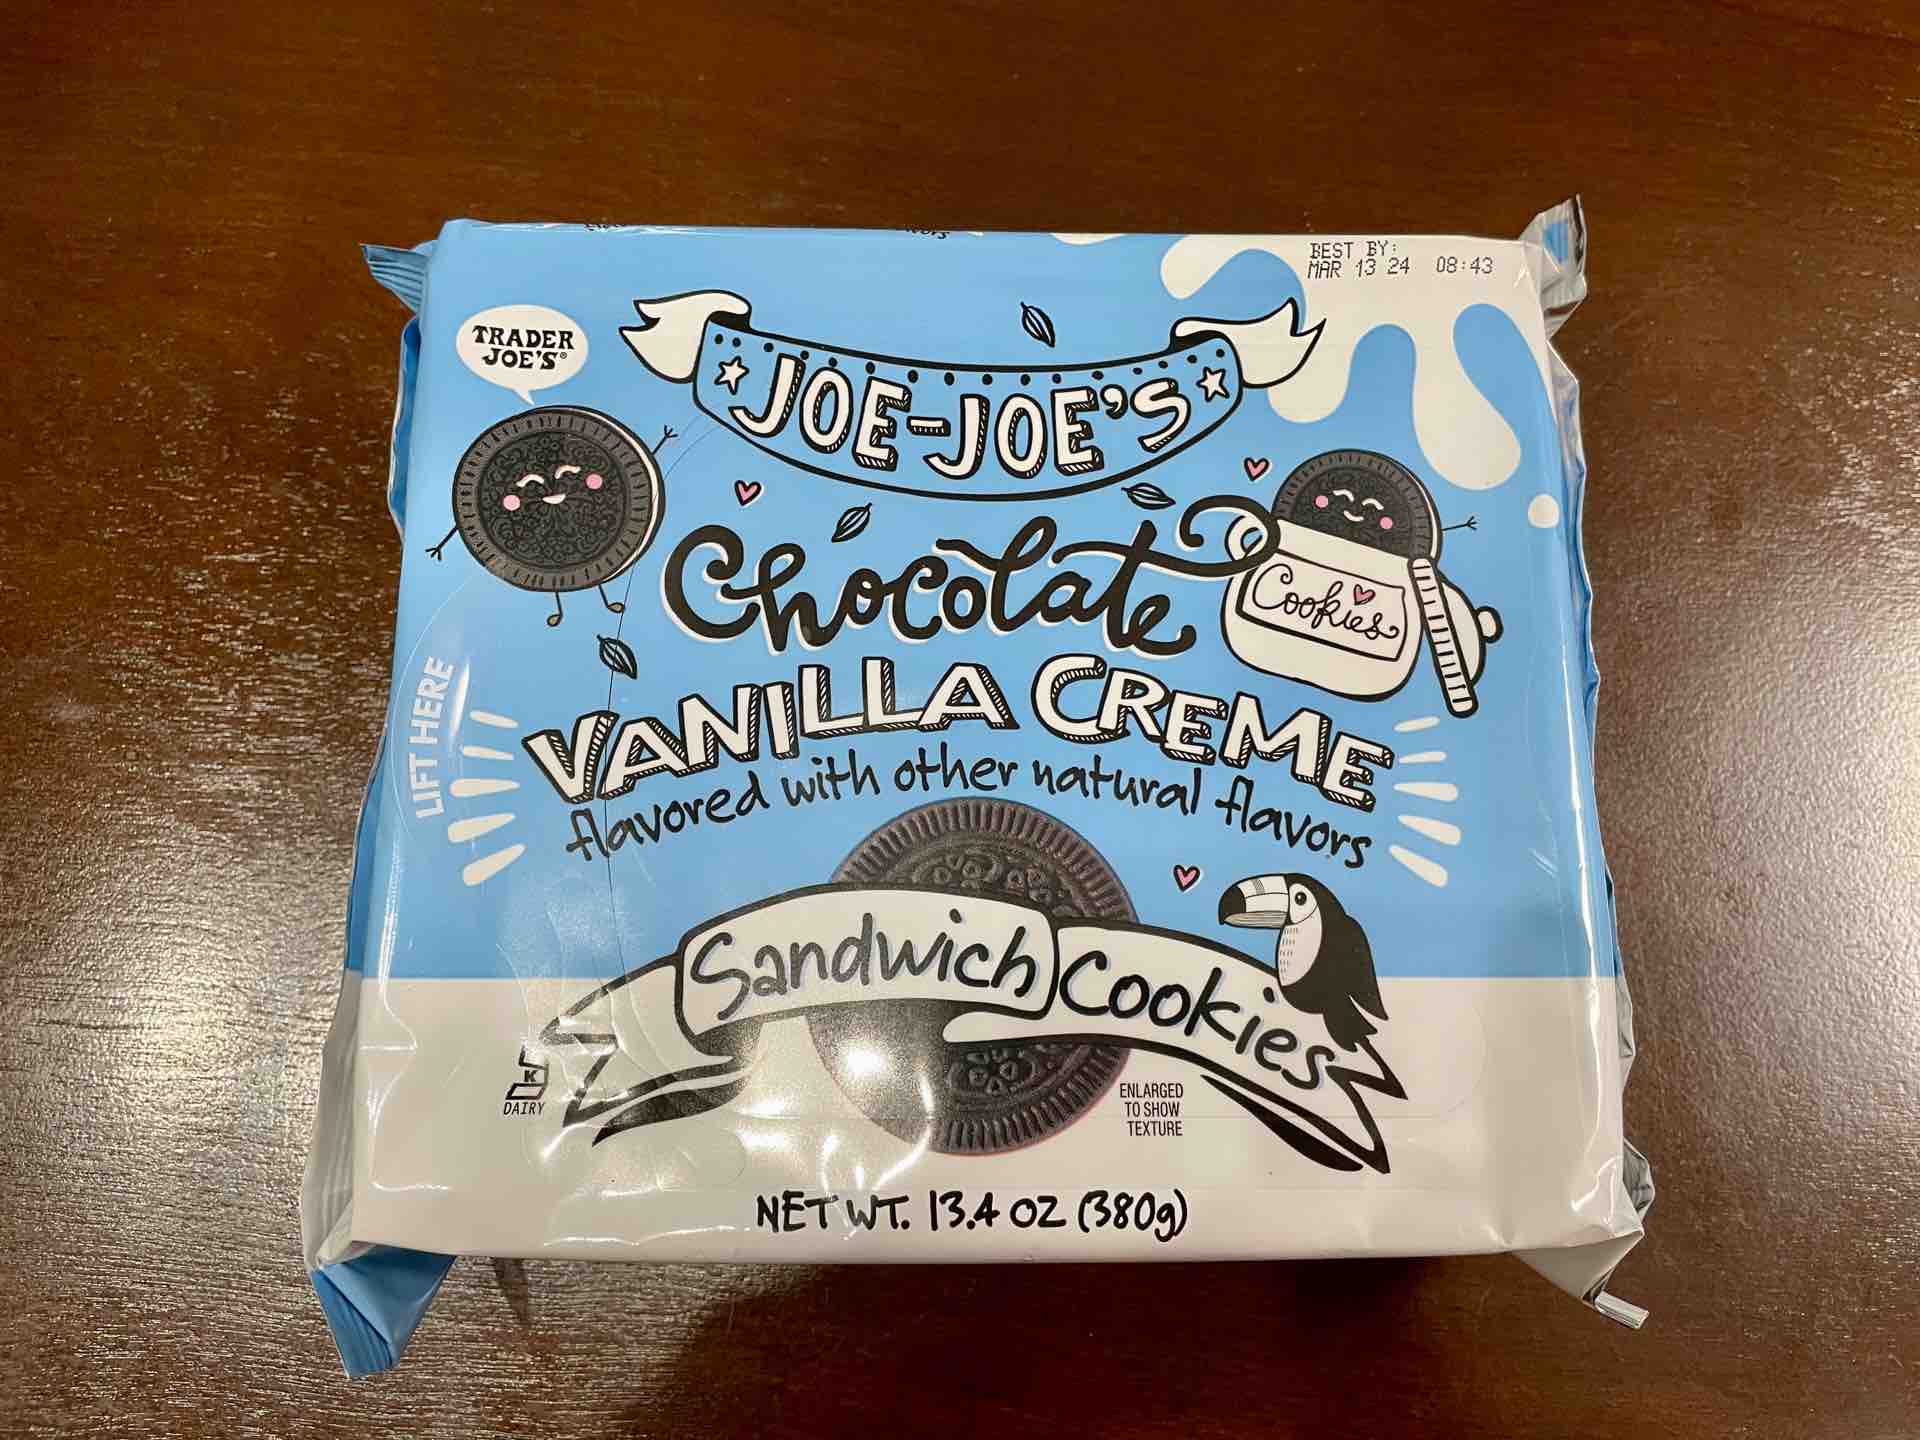 BEST BY:
MAR 13 24 08:43
TRADER
JOE'S®
JOE-JOE'S
Chocolate
Cookies
VANILLA CREME
flavored with other natural flavors
LIFT HERE
Sandwich Cookies
K
DAIRY
ENLARGED
TO SHOW
TEXTURE
NET WT. 13.4 OZ (380g)